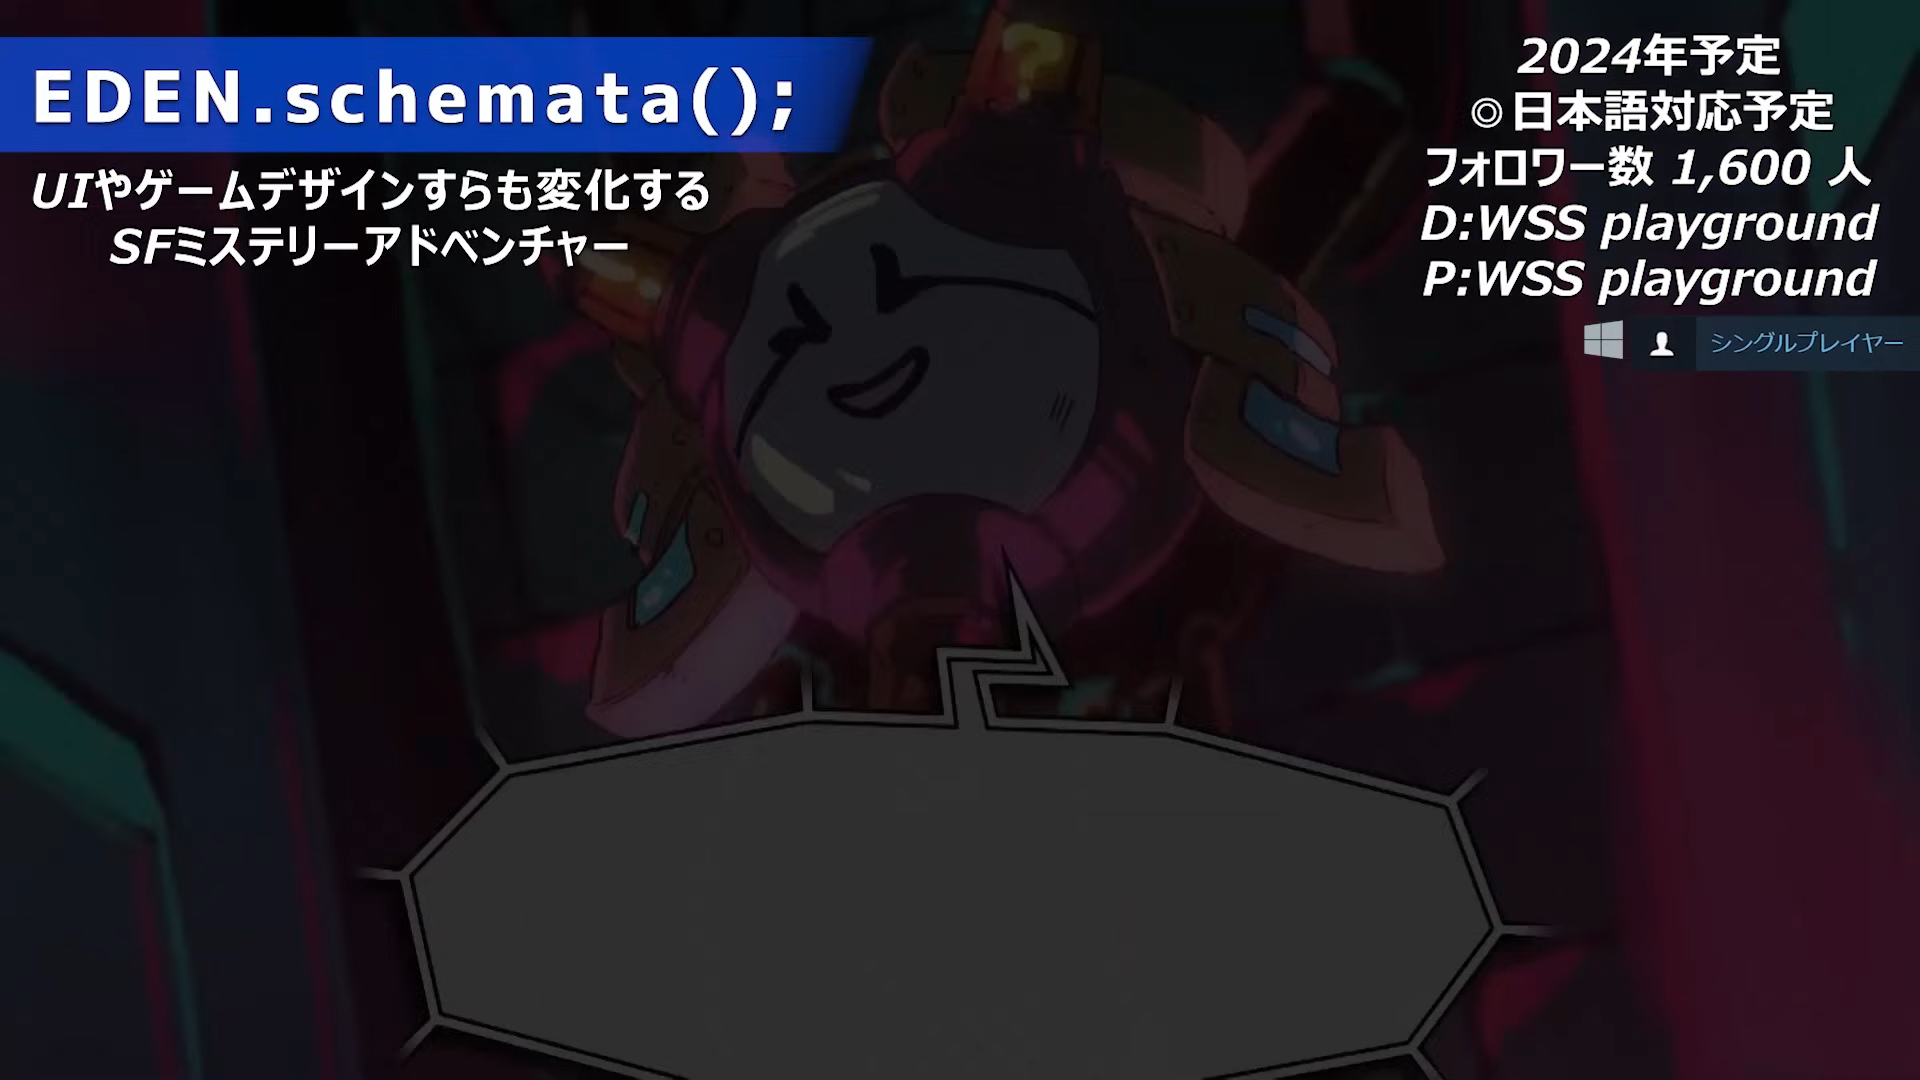 EDEN.schemata();
UIやゲームデザインすらも変化する
SFミステリーアドベンチャー
2024年予定
◎日本語対応予定
フォロワー数 1,600 人
D:WSS playground
P:WSS playground
シングルプレイヤー